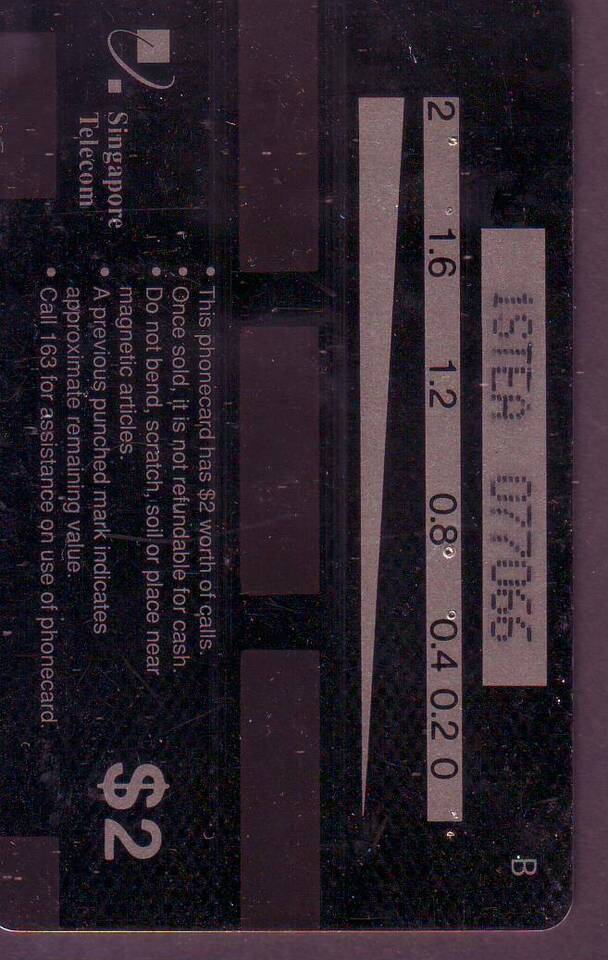 1STEA 077066
2 1.6 1.2 0.8 0.4 0.2 0
B
Singapore
Telecom
• This phonecard has $2 worth of calls.
• Once sold, it is not refundable for cash.
• Do not bend, scratch, soil or place near
magnetic articles.
• A previous punched mark indicates
approximate remaining value.
• Call 163 for assistance on use of phonecard.
$2